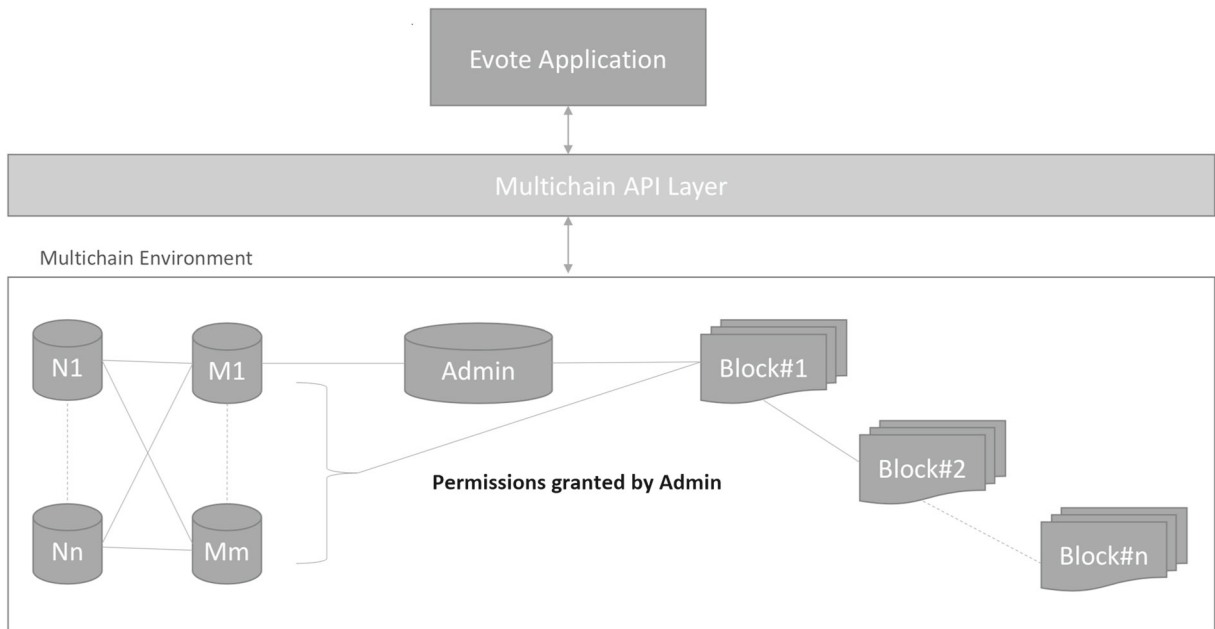 Evote Application
Multichain API Layer
Multichain Environment
N1
M1
Admin
Block#1
Permissions granted by Admin
Block#2
Nn
Mm
Block#n